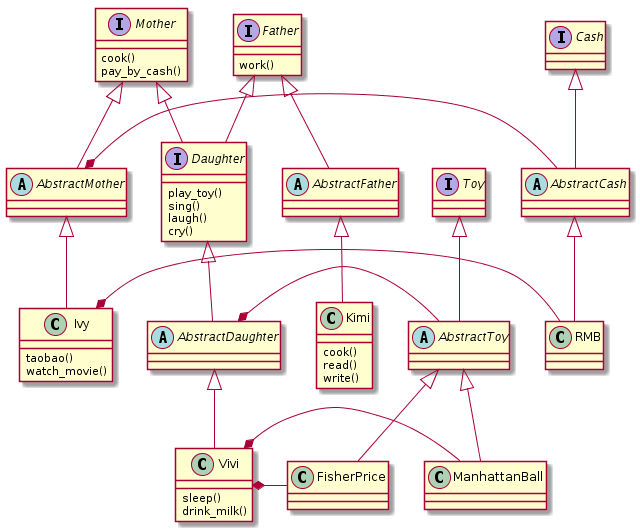 I Mother
cook()
pay_by_cash()
I Father
work()
I Cash
A AbstractMother
I Daughter
play_toy()
sing()
laugh()
cry()
A AbstractFather
I Toy
A AbstractCash
C Ivy
taobao()
watch_movie()
A AbstractDaughter
C Kimi
cook()
read()
write()
A AbstractToy
C RMB
C Vivi
sleep()
drink_milk()
C FisherPrice
C ManhattanBall